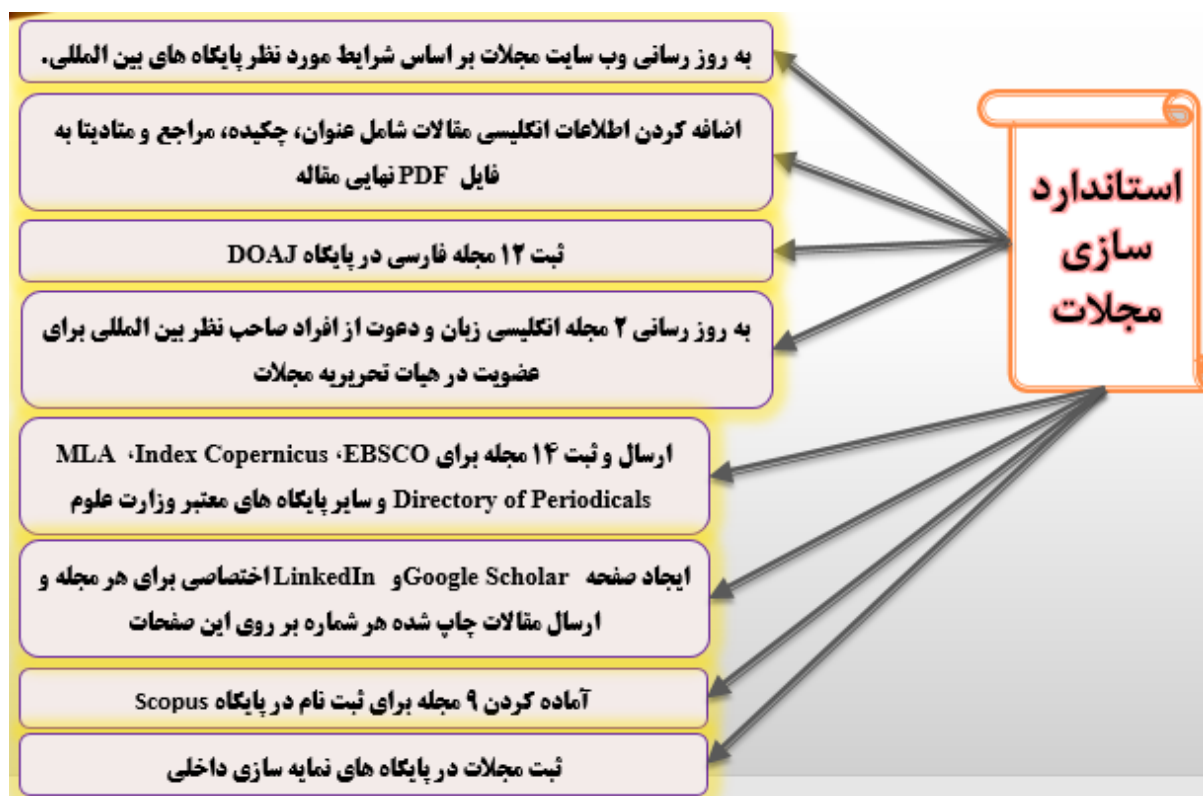 استاندارد
سازی
مجلات
به روز رسانی وب سایت مجلات بر اساس شرایط مورد نظر پایگاه های بین المللی.
اضافه کردن اطلاعات انگلیسی مقالات شامل عنوان، چکیده، مراجع و متادیتا به
فایل PDF نهایی مقاله
ثبت ۱۲ مجله فارسی در پایگاه DOAJ
به روز رسانی ۲ مجله انگلیسی زبان و دعوت از افراد صاحب نظر بین المللی برای
عضویت در هیات تحریریه مجلات
ارسال و ثبت ۱۴ مجله برای EBSCO، Index Copernicus، MLA
Directory of Periodicals و سایر پایگاه های معتبر وزارت علوم
ایجاد صفحه Google Scholar و LinkedIn اختصاصی برای هر مجله و
ارسال مقالات چاپ شده هر شماره بر روی این صفحات
آماده کردن ۹ مجله برای ثبت نام در پایگاه Scopus
ثبت مجلات در پایگاه های نمایه سازی داخلی